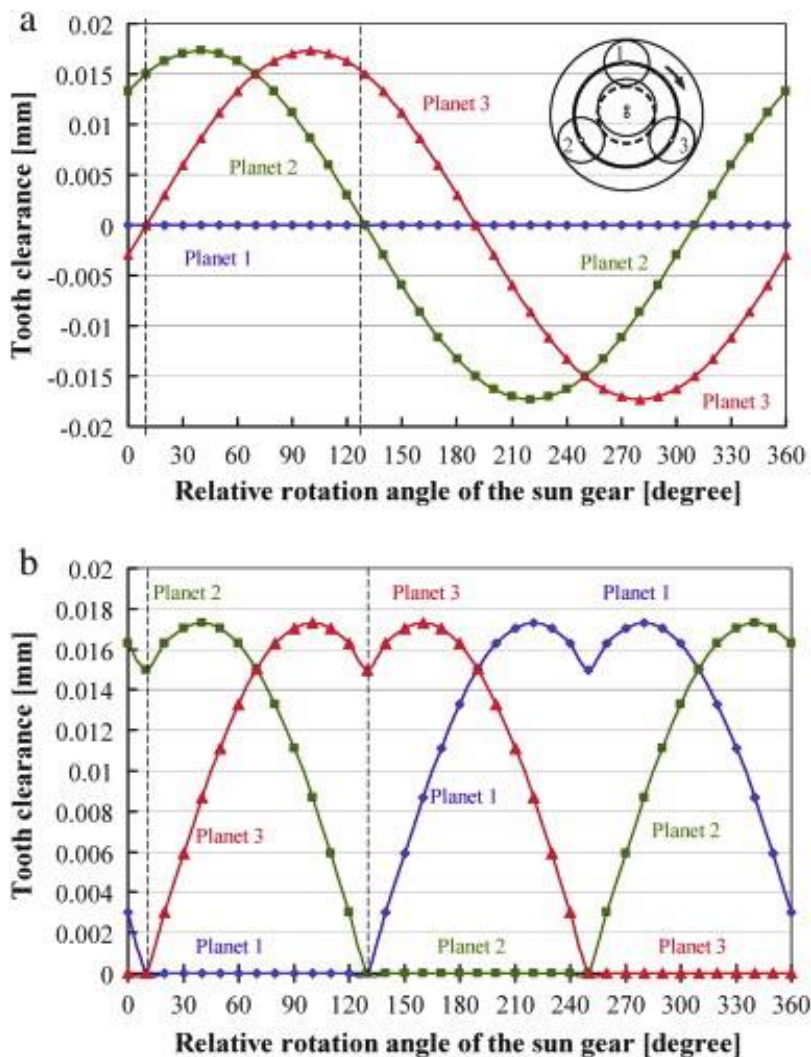 a
Tooth clearance [mm]
0.02
0.015
0.01
0.005
0
-0.005
-0.01
-0.015
-0.02
Planet 3
Planet 2
Planet 1
Planet 2
Planet 3
1
g
2
3
0 30 60 90 120 150 180 210 240 270 300 330 360
Relative rotation angle of the sun gear [degree]
b
Tooth clearance [mm]
0.02
0.018
0.016
0.014
0.012
0.01
0.008
0.006
0.004
0.002
0
Planet 2
Planet 3
Planet 1
Planet 1
Planet 3
Planet 2
Planet 1
Planet 2
Planet 3
0 30 60 90 120 150 180 210 240 270 300 330 360
Relative rotation angle of the sun gear [degree]